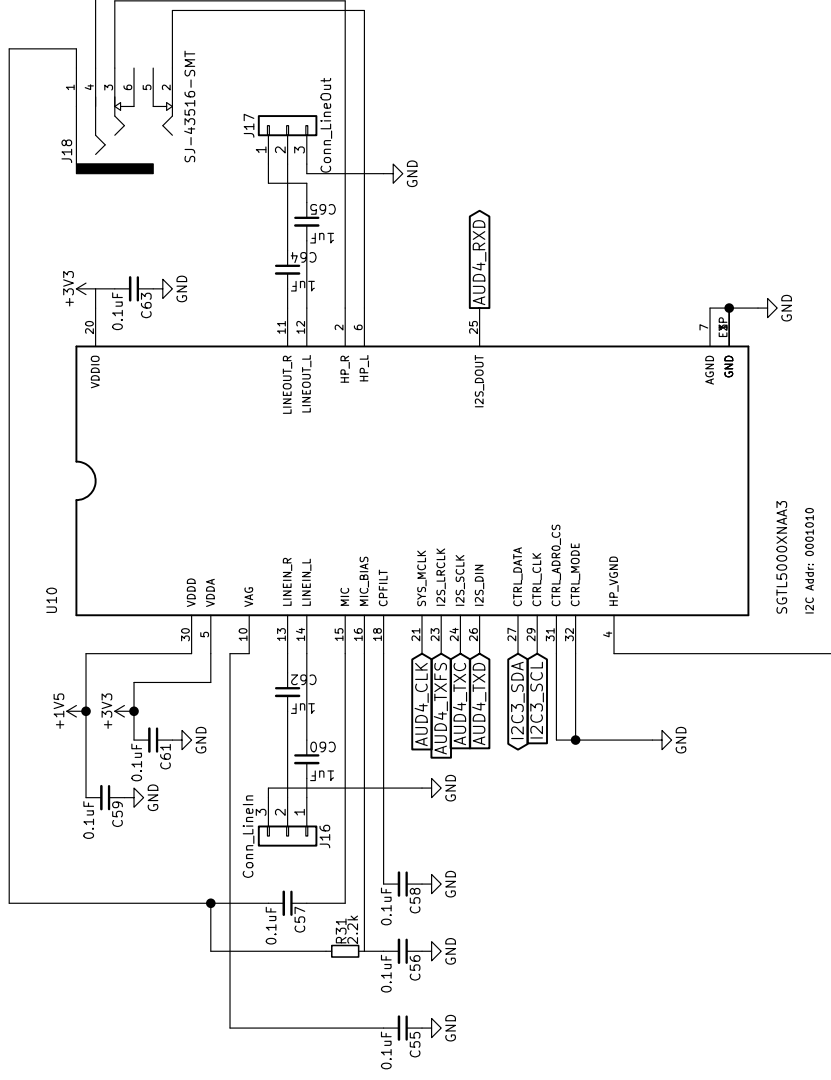 J18
1
4
3
6
5
2
SJ-43516-SMT
J17
1
2
3
Conn_LineOut
GND
C65
1uF
C64
1uF
+3V3
0.1uF
C63
GND
20
VDDIO
11
LINEOUT_R
12
LINEOUT_L
2
HP_R
6
HP_L
AUD4_RXD
25
I2S_DOUT
7
AGND
GND
GND
U10
30
VDDD
5
VDDA
10
VAG
13
LINEIN_R
14
LINEIN_L
15
MIC
16
MIC_BIAS
18
CPFILT
21
SYS_MCLK
23
I2S_LRCLK
24
I2S_SCLK
26
I2S_DIN
27
CTRL_DATA
29
CTRL_CLK
31
CTRL_ADR0_CS
32
CTRL_MODE
4
HP_VGND
SGTL5000XNAA3
I2C Addr: 0001010
+1V5
+3V3
0.1uF
C61
GND
0.1uF
C59
GND
C62
1uF
C60
1uF
Conn_LineIn
3
2
1
J16
GND
AUD4_CLK
AUD4_TXFS
AUD4_TXC
AUD4_TXD
I2C3_SDA
I2C3_SCL
GND
0.1uF
C57
0.1uF
C58
GND
R31
2.2k
0.1uF
C56
GND
0.1uF
C55
GND